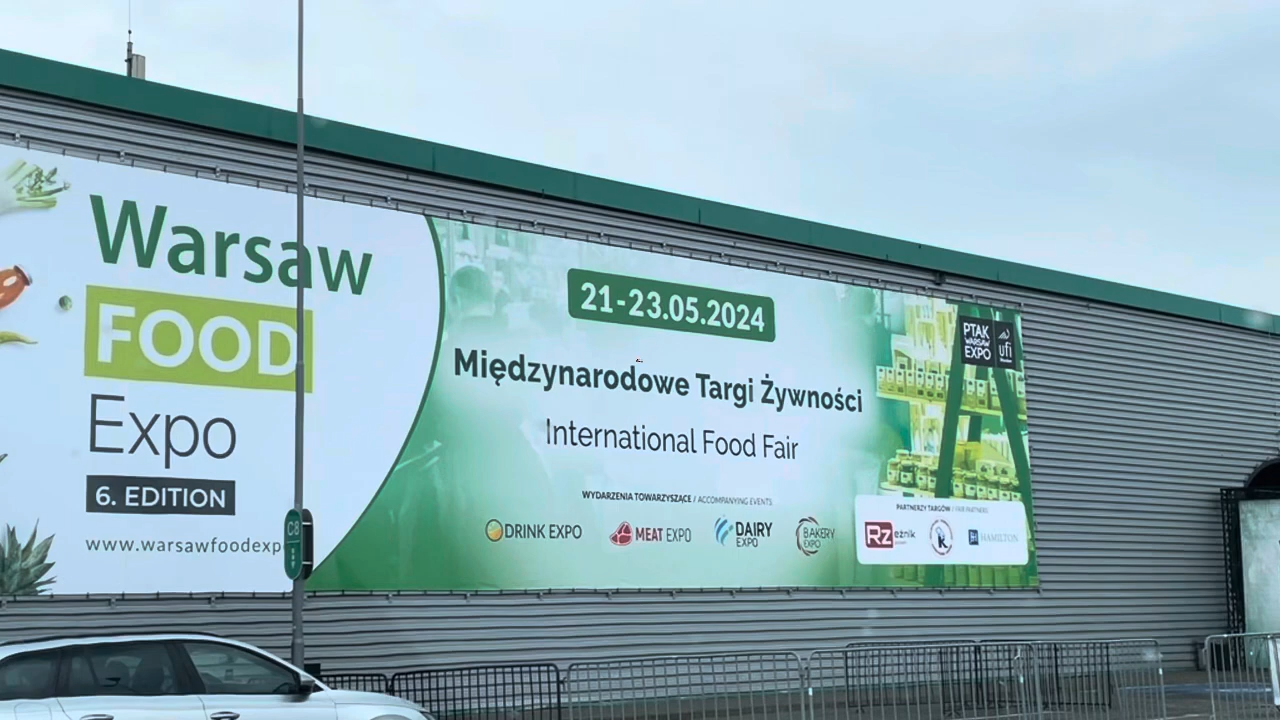 Warsaw
FOOD
Expo
6. EDITION
www.warsawfoodexp
21-23.05.2024
Międzynarodowe Targi Żywności
International Food Fair
WYDARZENIA TOWARZYSZĄCE / ACCOMPANYING EVENTS
DRINK EXPO
MEAT EXPO
DAIRY
EXPO
BAKERY
EXPO
PTAK
WARSAW
EXPO
ufi
PARTNERZY TARGÓW / FAIR PARTNERS
Rzeźnik
K
HAMILTON
C8